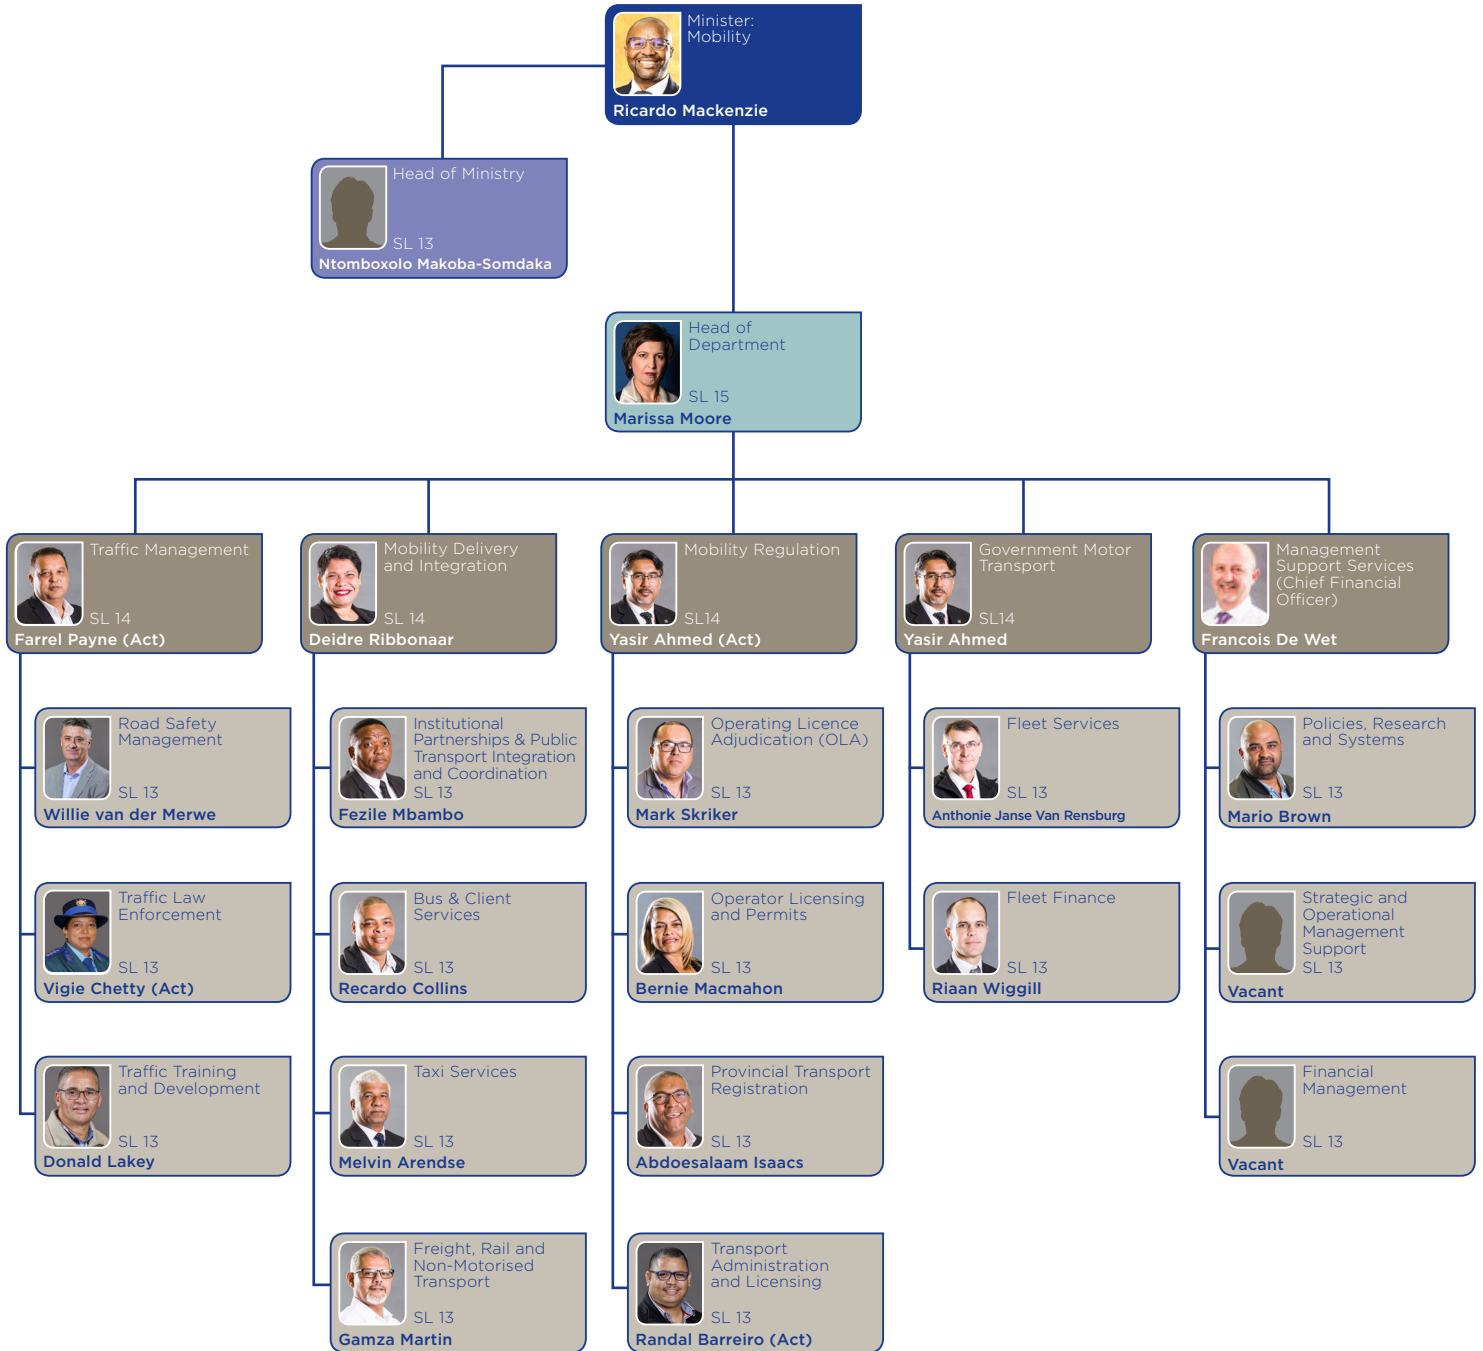 Minister:
Mobility
Ricardo Mackenzie
Head of Ministry
SL 13
Ntomboxolo Makoba-Somdaka
Head of
Department
SL 15
Marissa Moore
Traffic Management
SL 14
Farrel Payne (Act)
Mobility Delivery
and Integration
SL 14
Deidre Ribbonaar
Mobility Regulation
SL14
Yasir Ahmed (Act)
Government Motor
Transport
SL14
Yasir Ahmed
Management
Support Services
(Chief Financial
Officer)
Francois De Wet
Road Safety
Management
SL 13
Willie van der Merwe
Institutional
Partnerships & Public
Transport Integration
and Coordination
SL 13
Fezile Mbambo
Operating Licence
Adjudication (OLA)
SL 13
Mark Skriker
Fleet Services
SL 13
Anthonie Janse Van Rensburg
Policies, Research
and Systems
SL 13
Mario Brown
Traffic Law
Enforcement
SL 13
Vigie Chetty (Act)
Bus & Client
Services
SL 13
Recardo Collins
Operator Licensing
and Permits
SL 13
Bernie Macmahon
Fleet Finance
SL 13
Riaan Wiggill
Strategic and
Operational
Management
Support
SL 13
Vacant
Traffic Training
and Development
SL 13
Donald Lakey
Taxi Services
SL 13
Melvin Arendse
Provincial Transport
Registration
SL 13
Abdoesalaam Isaacs
Financial
Management
SL 13
Vacant
Freight, Rail and
Non-Motorised
Transport
SL 13
Gamza Martin
Transport
Administration
and Licensing
SL 13
Randal Barreiro (Act)